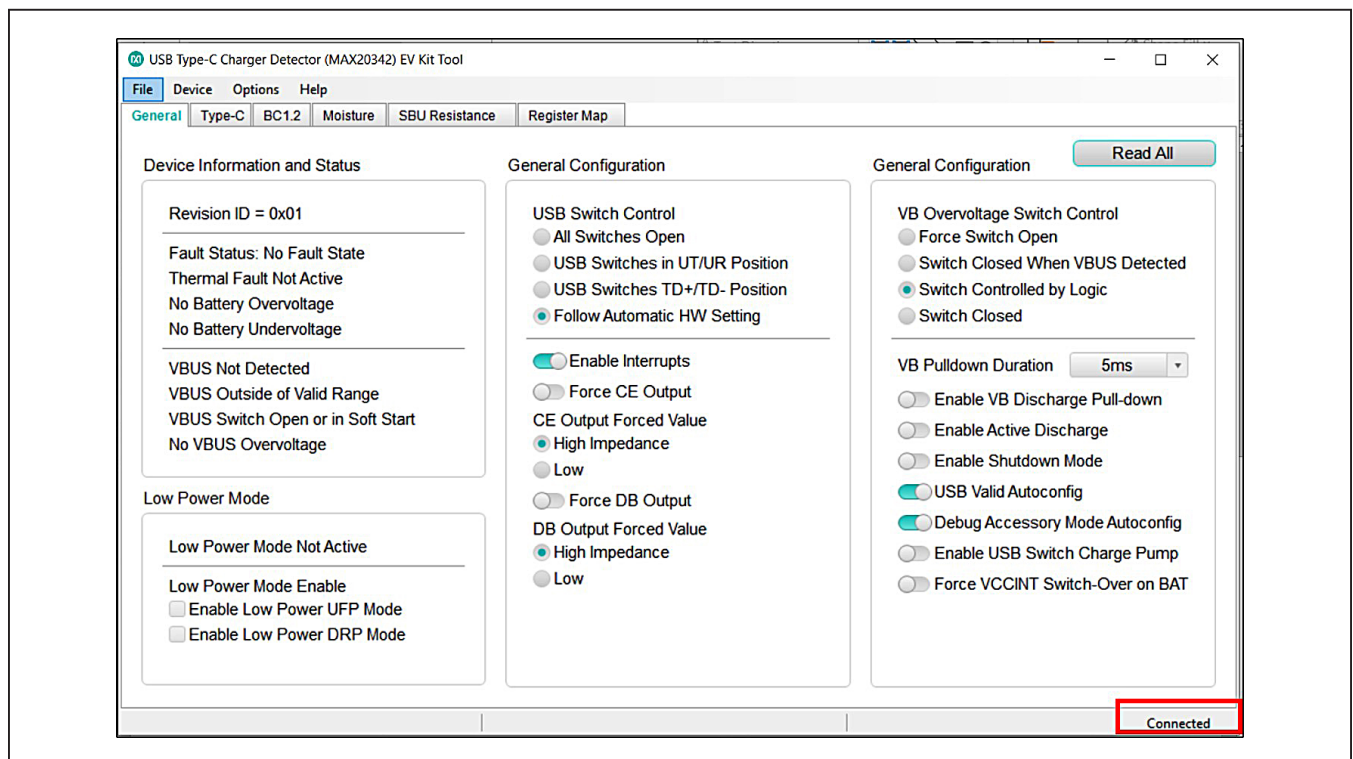 USB Type-C Charger Detector (MAX20342) EV Kit Tool
File Device Options Help
General Type-C BC1.2 Moisture SBU Resistance Register Map
Read All
Device Information and Status
Revision ID = 0x01
Fault Status: No Fault State
Thermal Fault Not Active
No Battery Overvoltage
No Battery Undervoltage
VBUS Not Detected
VBUS Outside of Valid Range
VBUS Switch Open or in Soft Start
No VBUS Overvoltage
Low Power Mode
Low Power Mode Not Active
Low Power Mode Enable
Enable Low Power UFP Mode
Enable Low Power DRP Mode
General Configuration
USB Switch Control
All Switches Open
USB Switches in UT/UR Position
USB Switches TD+/TD- Position
Follow Automatic HW Setting
Enable Interrupts
Force CE Output
CE Output Forced Value
High Impedance
Low
Force DB Output
DB Output Forced Value
High Impedance
Low
General Configuration
VB Overvoltage Switch Control
Force Switch Open
Switch Closed When VBUS Detected
Switch Controlled by Logic
Switch Closed
VB Pulldown Duration 5ms
Enable VB Discharge Pull-down
Enable Active Discharge
Enable Shutdown Mode
USB Valid Autoconfig
Debug Accessory Mode Autoconfig
Enable USB Switch Charge Pump
Force VCCINT Switch-Over on BAT
Connected